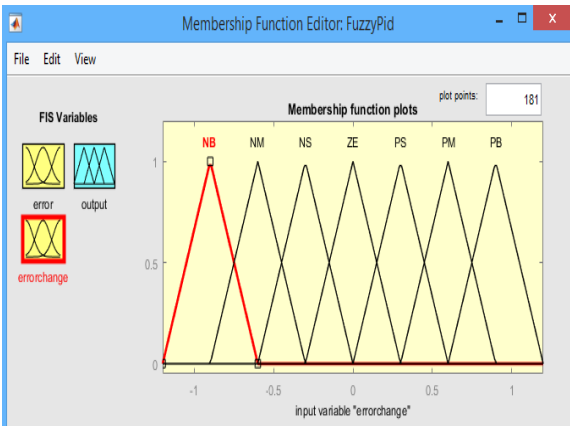 Membership Function Editor: FuzzyPid
File Edit View
FIS Variables
error output
errorchange
Membership function plots
plot points: 181
NB NM NS ZE PS PM PB
1
0.5
0
-1 -0.5 0 0.5 1
input variable "errorchange"